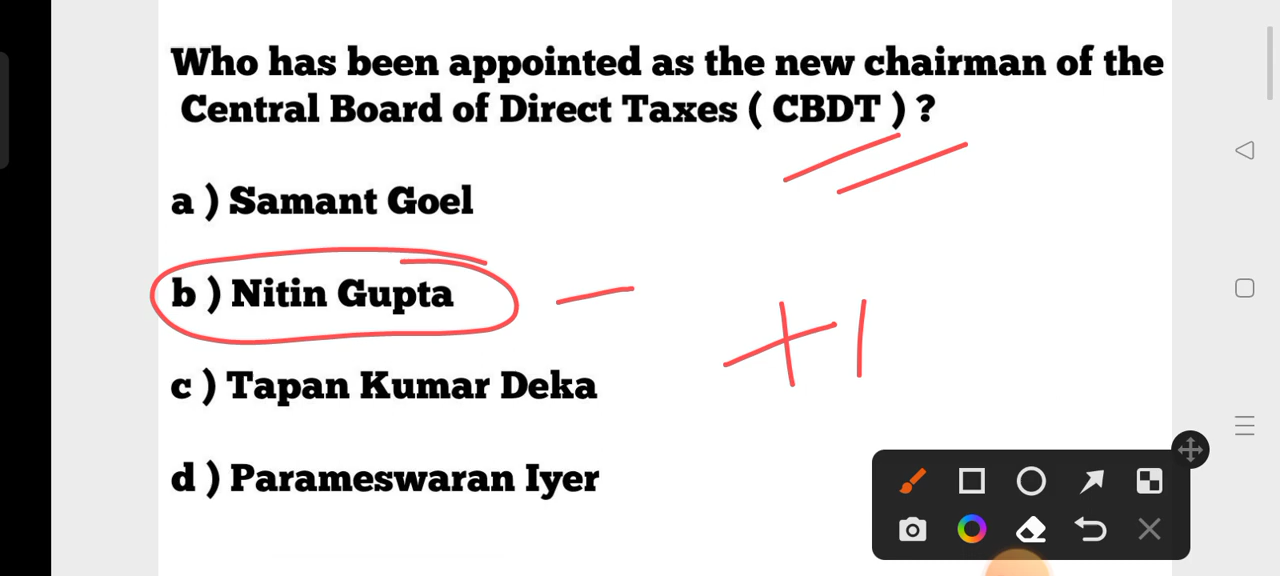 Who has been appointed as the new chairman of the
Central Board of Direct Taxes ( CBDT ) ?
a ) Samant Goel
b ) Nitin Gupta
+1
c ) Tapan Kumar Deka
d ) Parameswaran Iyer